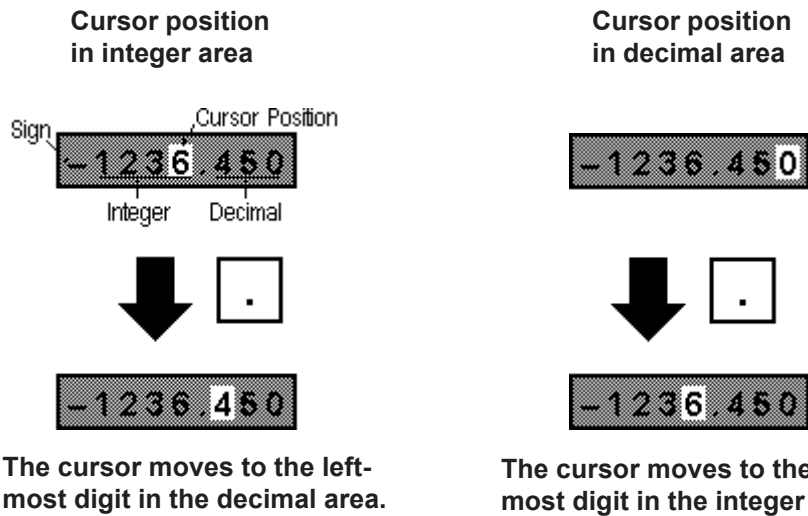 Cursor position
in integer area
Sign
Cursor Position
-1236.450
Integer Decimal
.
-1236.450
The cursor moves to the left-
most digit in the decimal area.
Cursor position
in decimal area
-1236.450
.
-1236.450
The cursor moves to the
most digit in the integer